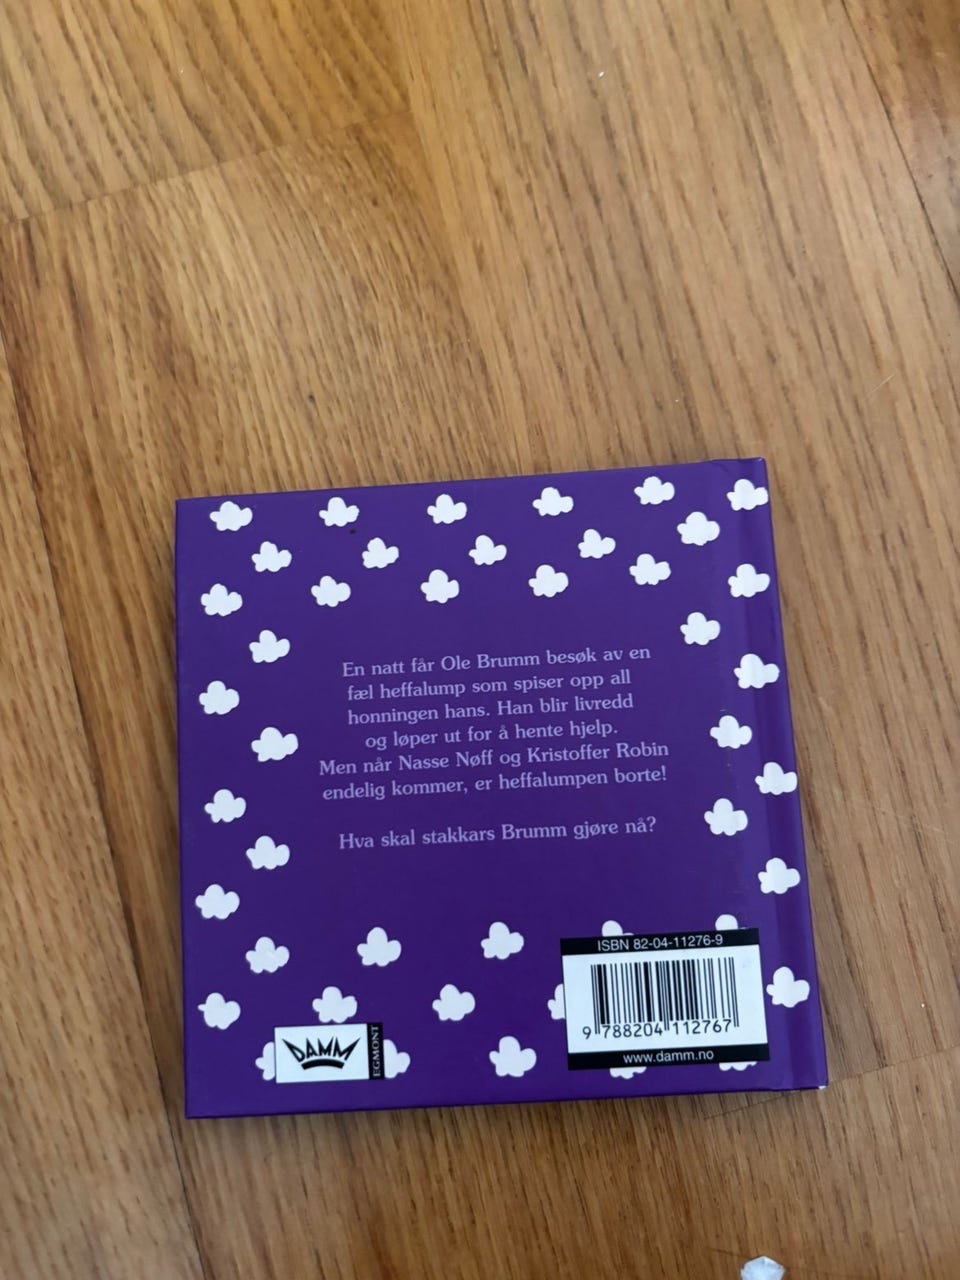 En natt får Ole Brumm besøk av en
fæl heffalump som spiser opp all
honningen hans. Han blir livredd
og løper ut for å hente hjelp.
Men når Nasse Nøff og Kristoffer Robin
endelig kommer, er heffalumpen borte!
Hva skal stakkars Brumm gjøre nå?
ISBN 82-04-11276-9
9 788204 112767
www.damm.no
DAMM
EGMONT